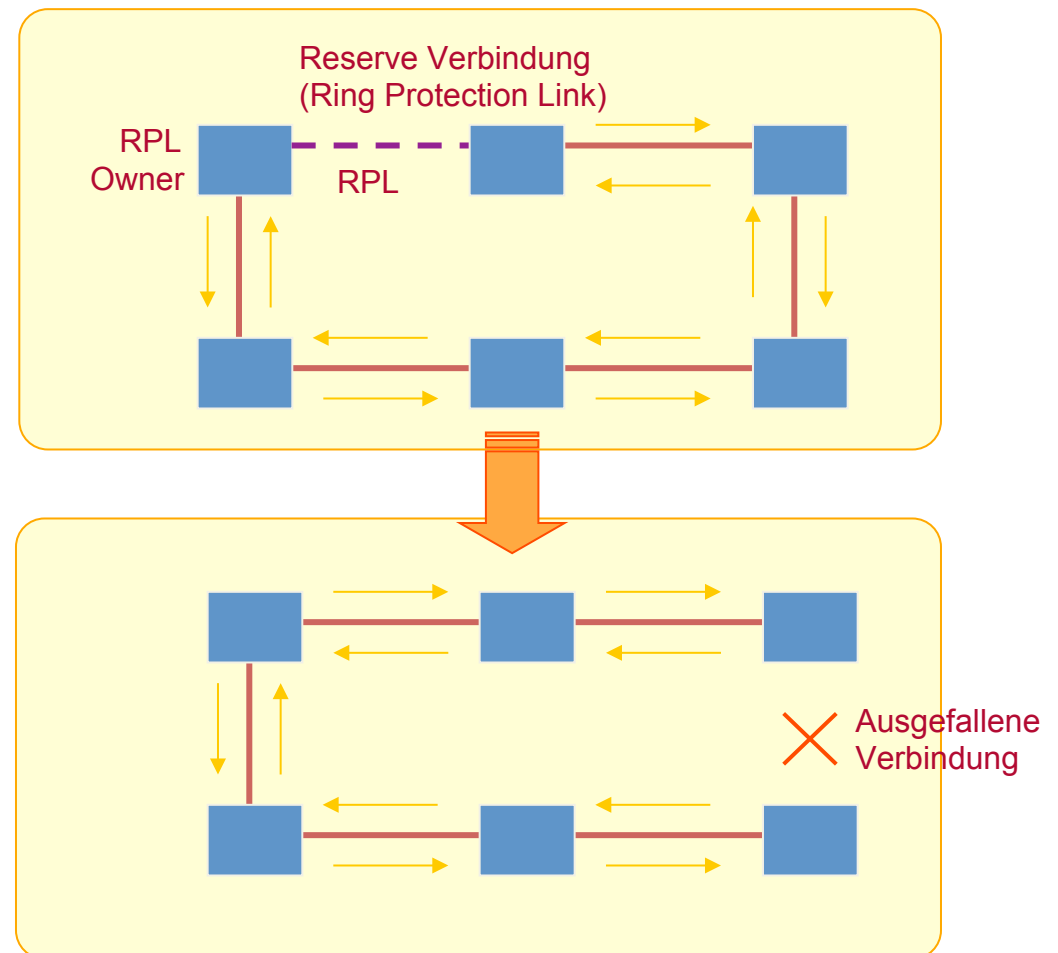 Reserve Verbindung
(Ring Protection Link)
RPL
Owner
RPL
Ausgefallene
Verbindung